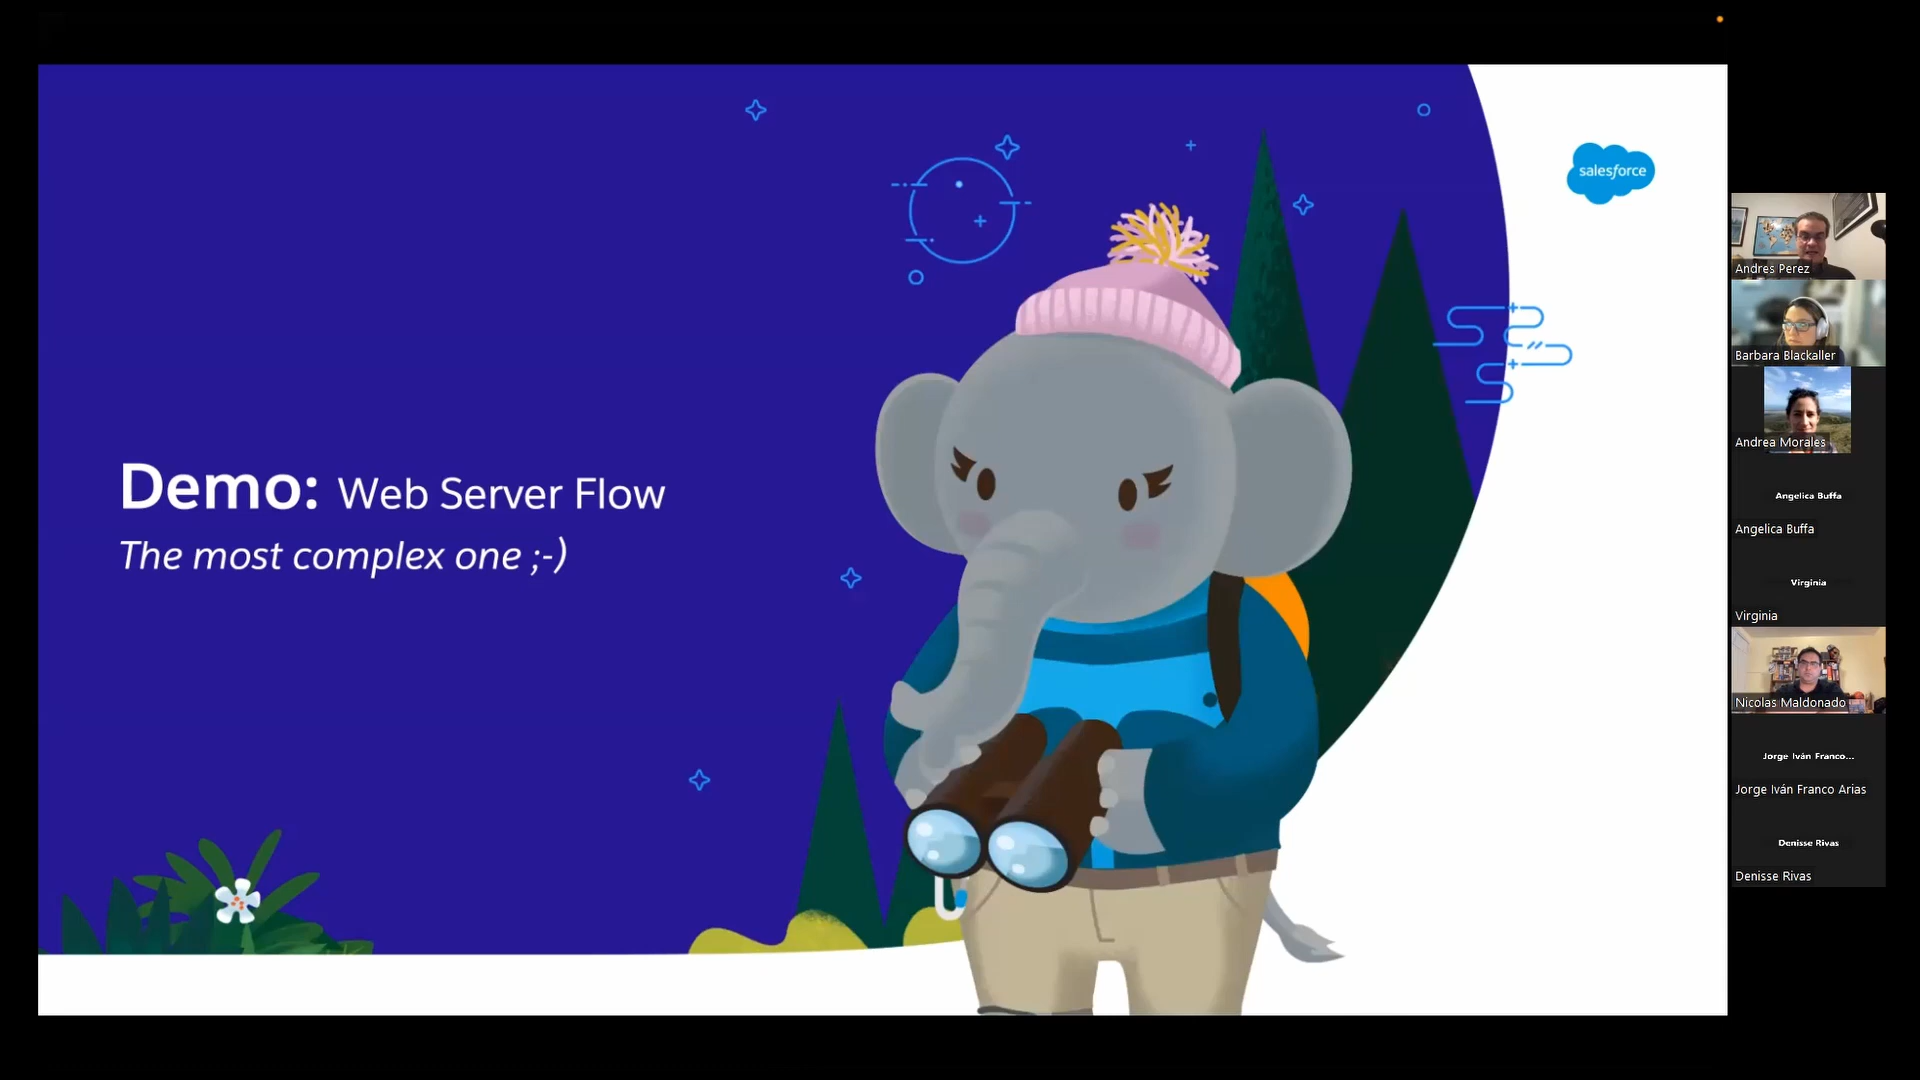 salesforce
Demo: Web Server Flow
The most complex one ;-)
Andres Perez
Barbara Blackaller
Andrea Morales
Angelica Buffa
Angelica Buffa
Virginia
Virginia
Nicolas Maldonado
Jorge Iván Franco...
Jorge Iván Franco Arias
Denisse Rivas
Denisse Rivas